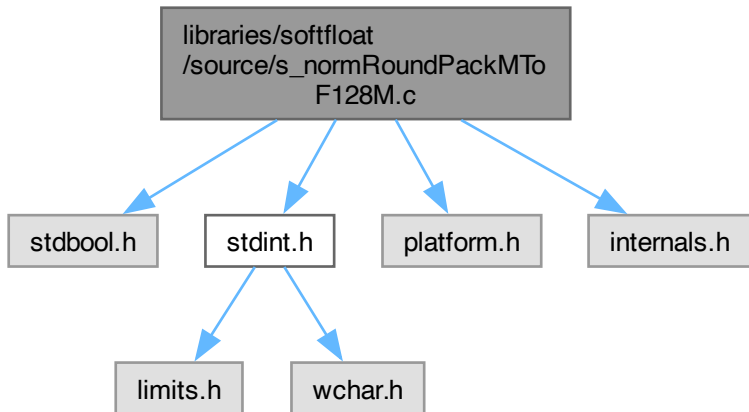 libraries/softfloat
/source/s_normRoundPackMTo
F128M.c
stdbool.h
stdint.h
platform.h
internals.h
limits.h
wchar.h